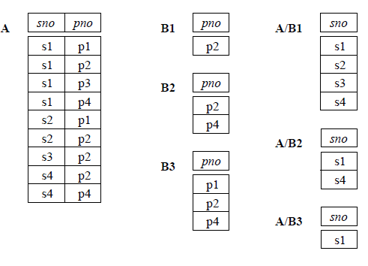 A sno pno
s1 p1
s1 p2
s1 p3
s1 p4
s2 p1
s2 p2
s3 p2
s4 p2
s4 p4
B1 pno
p2
B2 pno
p2
p4
B3 pno
p1
p2
p4
A/B1 sno
s1
s2
s3
s4
A/B2 sno
s1
s4
A/B3 sno
s1